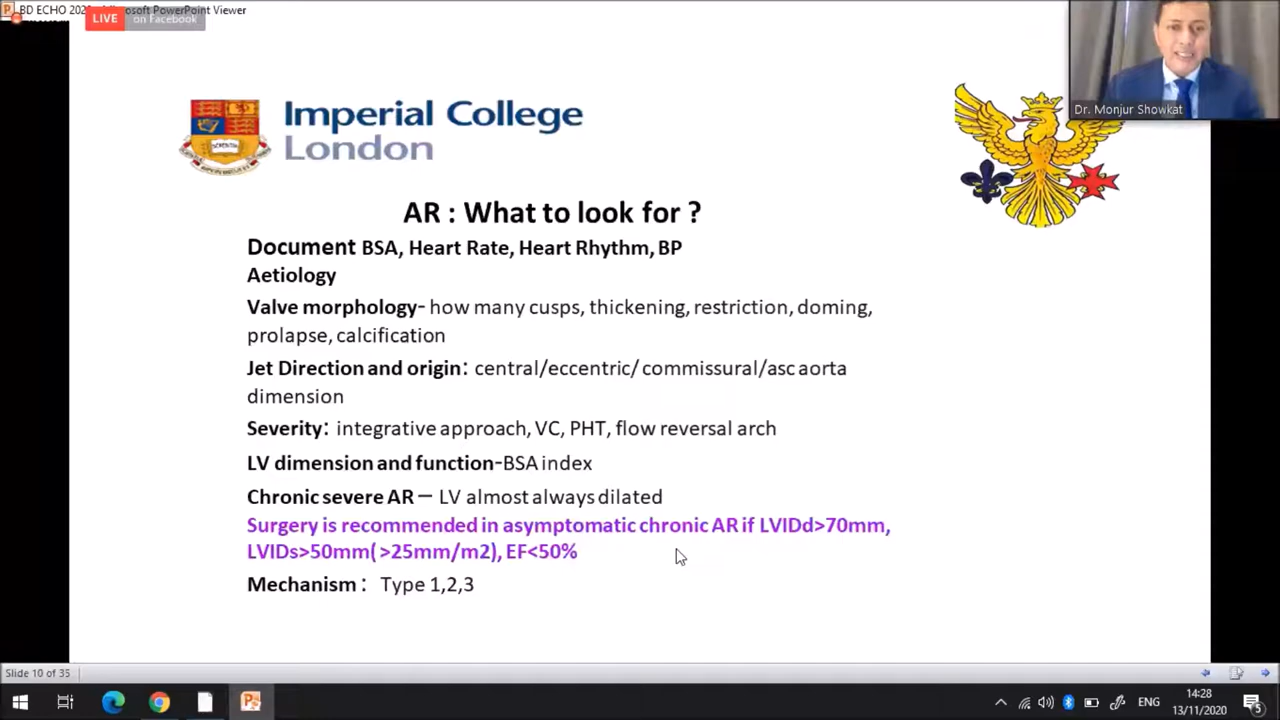 BD ECHO 20
soft PowerPoint Viewer
LIVE on Facebook
Dr. Monjur Showkat
Imperial College
London
SCIENTIA
AR : What to look for ?
Document BSA, Heart Rate, Heart Rhythm, BP
Aetiology
Valve morphology- how many cusps, thickening, restriction, doming,
prolapse, calcification
Jet Direction and origin: central/eccentric/ commissural/asc aorta
dimension
Severity: integrative approach, VC, PHT, flow reversal arch
LV dimension and function-BSA index
Chronic severe AR – LV almost always dilated
Surgery is recommended in asymptomatic chronic AR if LVIDd>70mm,
LVIDs>50mm( >25mm/m2), EF<50%
Mechanism : Type 1,2,3
Slide 10 of 35
ENG
14:28
13/11/2020
5